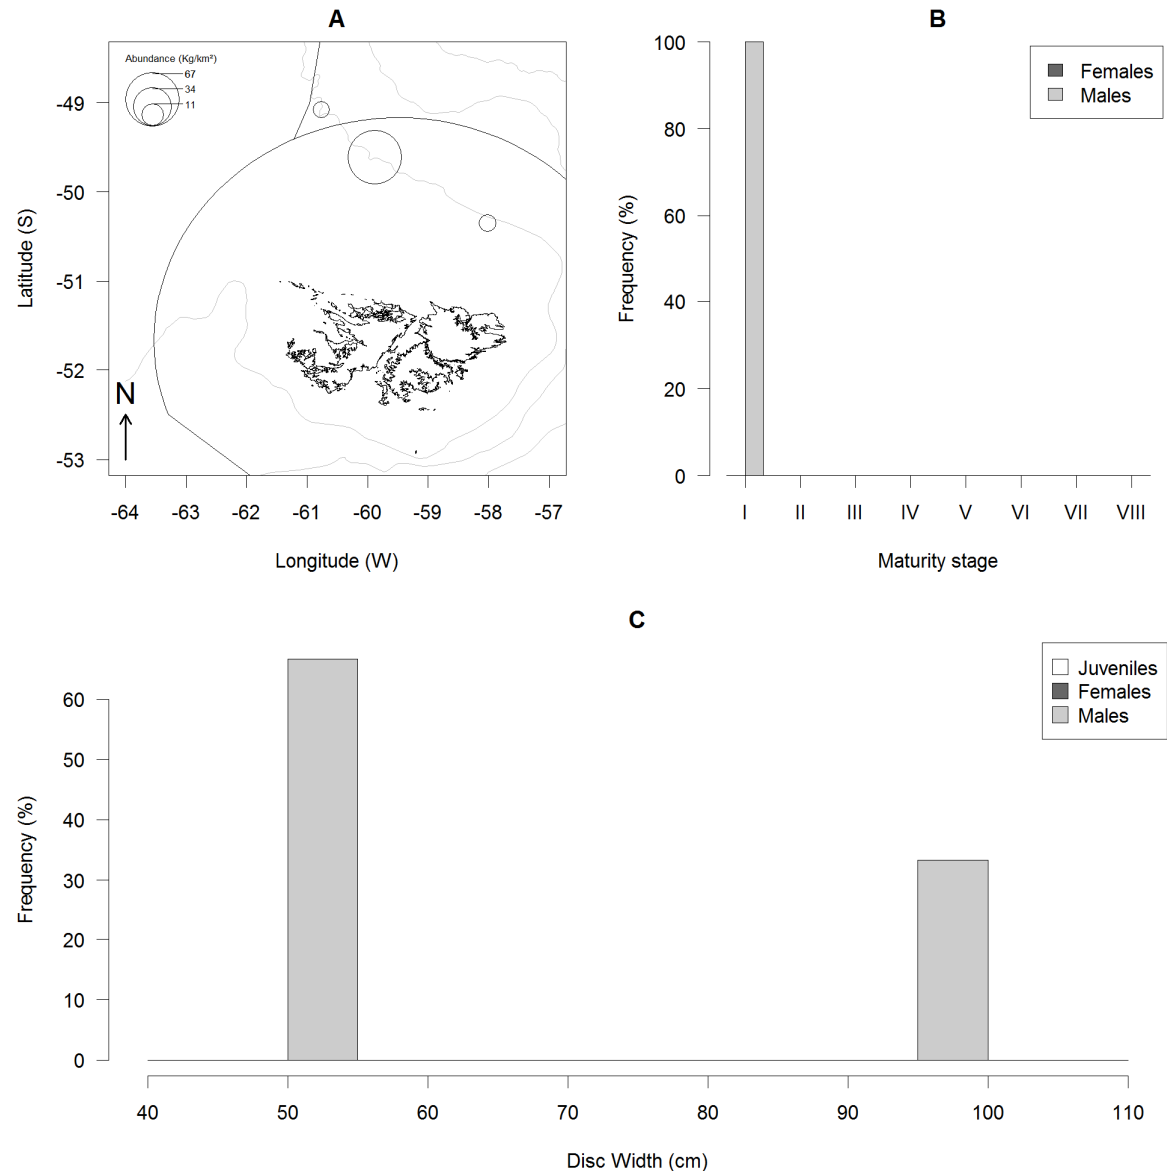 A
Abundance (Kg/km²)
67
34
11
-49
-50
-51
-52
-53
Latitude (S)
N
-64 -63 -62 -61 -60 -59 -58 -57
Longitude (W)
B
100
80
60
40
20
0
Frequency (%)
Females
Males
I II III IV V VI VII VIII
Maturity stage
C
60
50
40
30
20
10
0
Frequency (%)
Juveniles
Females
Males
40 50 60 70 80 90 100 110
Disc Width (cm)